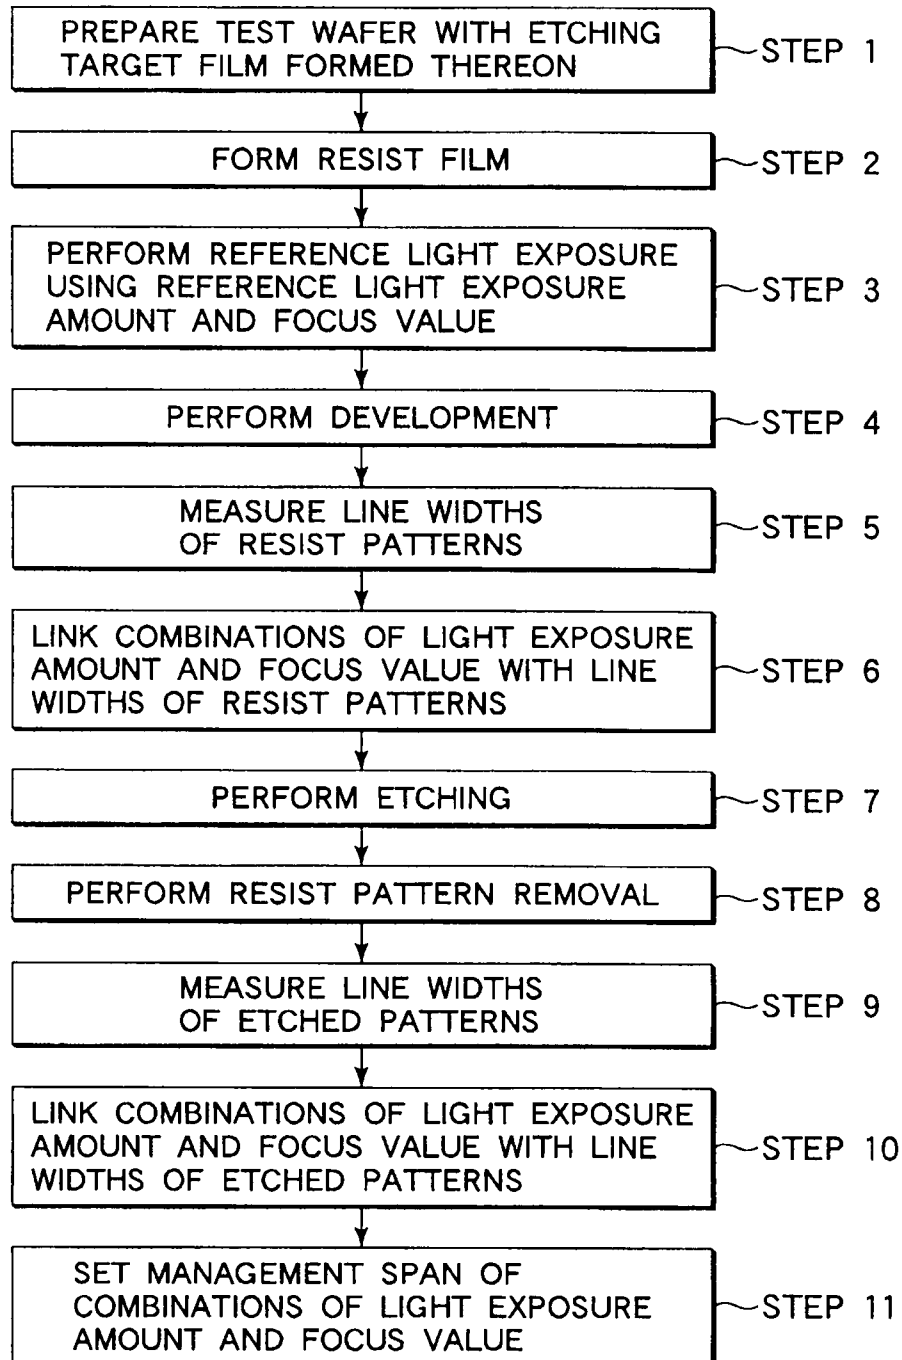 PREPARE TEST WAFER WITH ETCHING
TARGET FILM FORMED THEREON
STEP 1
FORM RESIST FILM
STEP 2
PERFORM REFERENCE LIGHT EXPOSURE
USING REFERENCE LIGHT EXPOSURE
AMOUNT AND FOCUS VALUE
STEP 3
PERFORM DEVELOPMENT
STEP 4
MEASURE LINE WIDTHS
OF RESIST PATTERNS
STEP 5
LINK COMBINATIONS OF LIGHT EXPOSURE
AMOUNT AND FOCUS VALUE WITH LINE
WIDTHS OF RESIST PATTERNS
STEP 6
PERFORM ETCHING
STEP 7
PERFORM RESIST PATTERN REMOVAL
STEP 8
MEASURE LINE WIDTHS
OF ETCHED PATTERNS
STEP 9
LINK COMBINATIONS OF LIGHT EXPOSURE
AMOUNT AND FOCUS VALUE WITH LINE
WIDTHS OF ETCHED PATTERNS
STEP 10
SET MANAGEMENT SPAN OF
COMBINATIONS OF LIGHT EXPOSURE
AMOUNT AND FOCUS VALUE
STEP 11